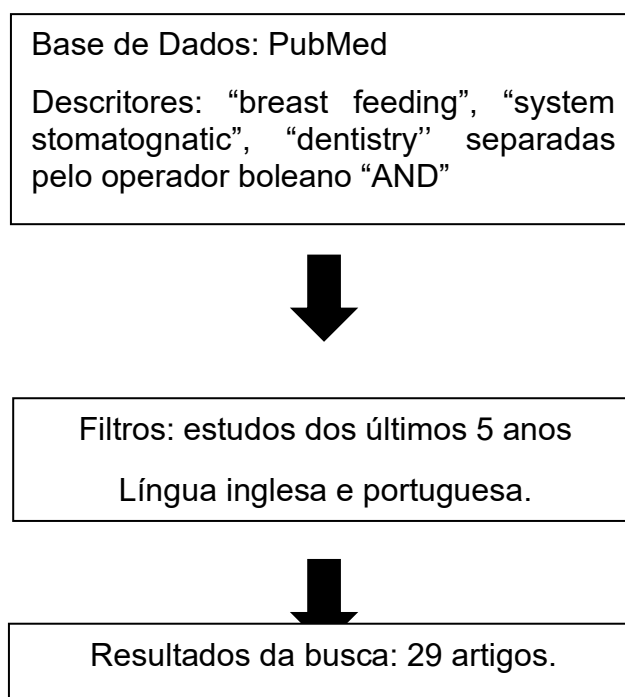 Base de Dados: PubMed
Descritores: “breast feeding”, “system
stomatognatic”, “dentistry’’ separadas
pelo operador boleano “AND”
Filtros: estudos dos últimos 5 anos
Língua inglesa e portuguesa.
Resultados da busca: 29 artigos.